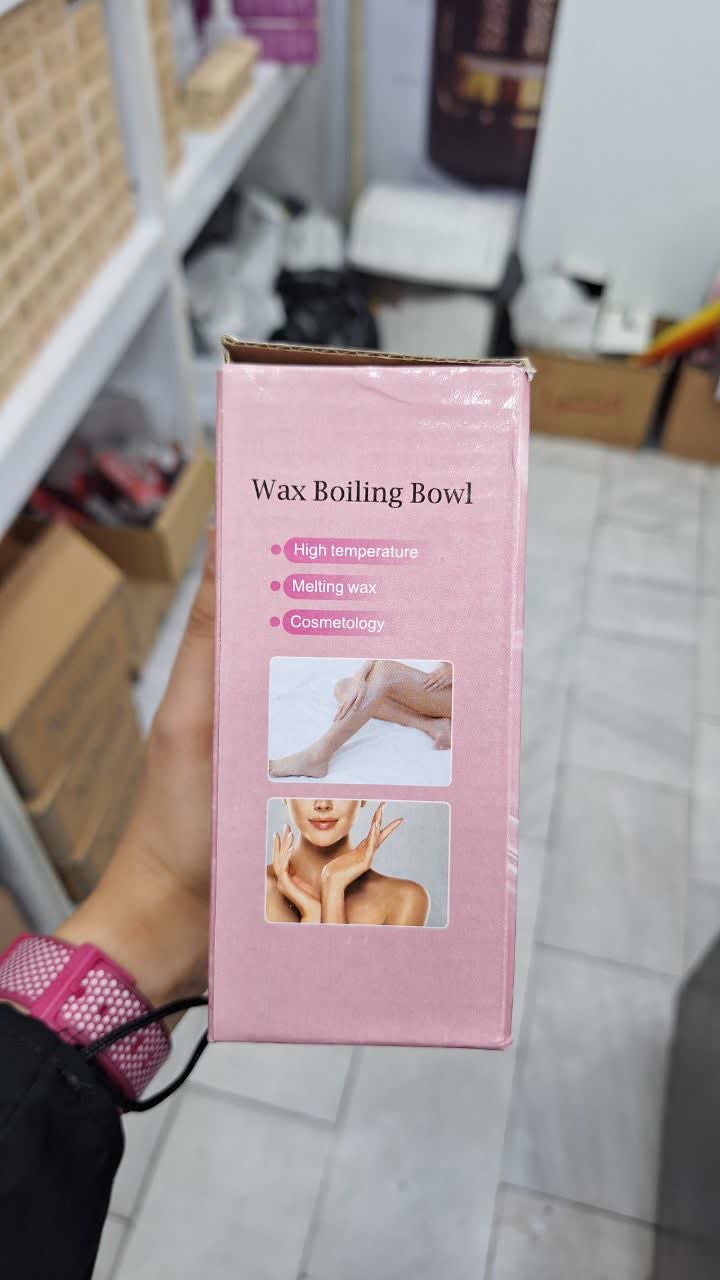 Wax Boiling Bowl
High temperature
Melting wax
Cosmetology